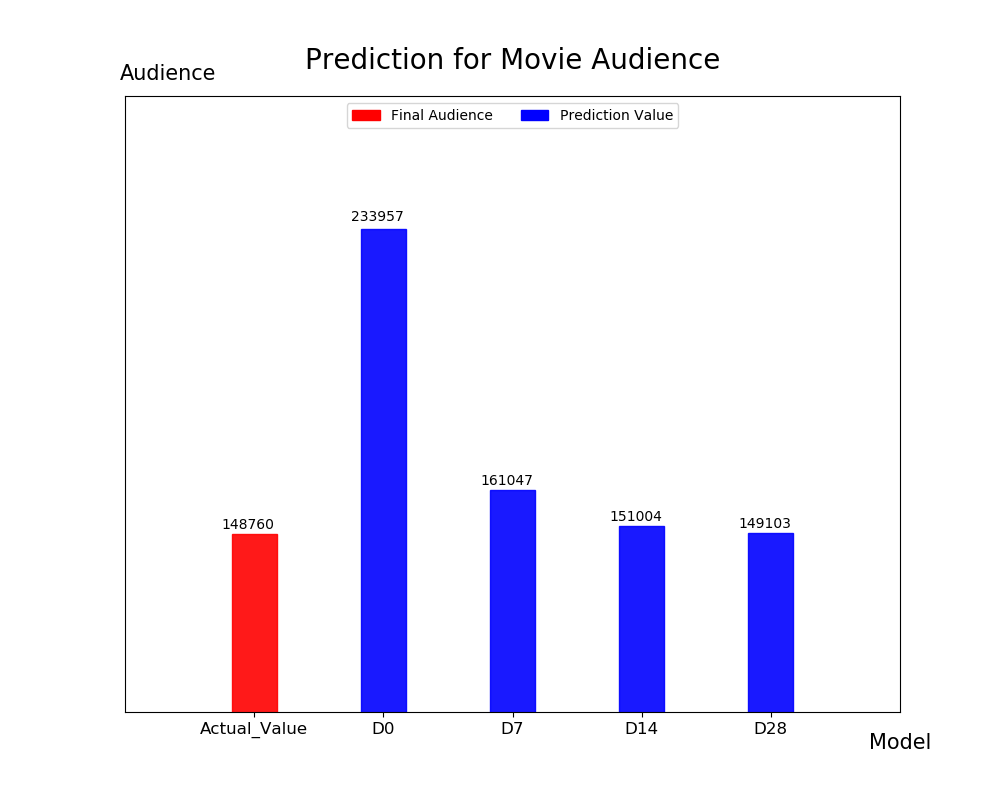 Prediction for Movie Audience
Audience
Final Audience Prediction Value
233957
161047
151004
149103
148760
Actual_Value D0 D7 D14 D28
Model